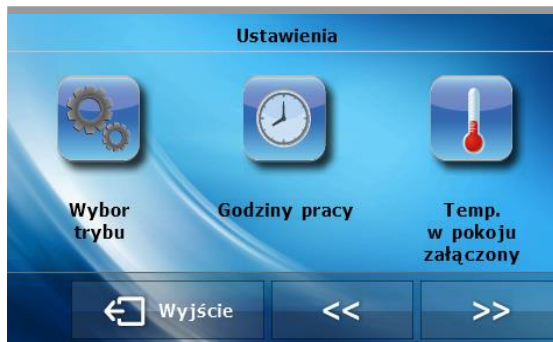 Ustawienia
Wybor
trybu
Godziny pracy
Temp.
w pokoju
załączony
Wyjście
<<
>>